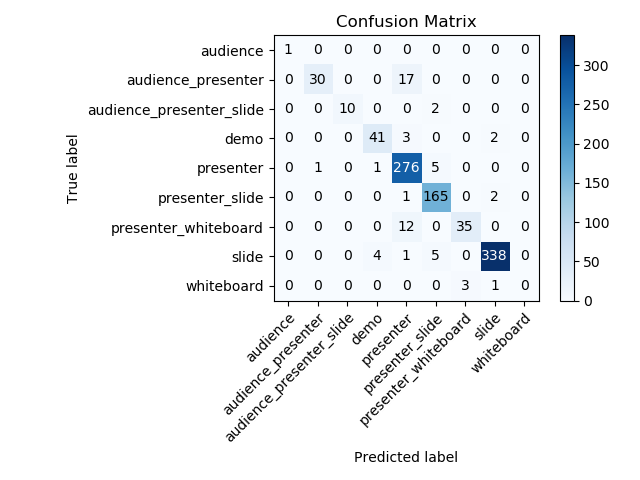 Confusion Matrix
True label
audience 1 0 0 0 0 0 0 0 0
audience_presenter 0 30 0 0 17 0 0 0 0
audience_presenter_slide 0 0 10 0 0 2 0 0 0
demo 0 0 0 41 3 0 0 2 0
presenter 0 1 0 1 276 5 0 0 0
presenter_slide 0 0 0 0 1 165 0 2 0
presenter_whiteboard 0 0 0 0 12 0 35 0 0
slide 0 0 0 4 1 5 0 338 0
whiteboard 0 0 0 0 0 0 3 1 0
audience
audience_presenter
audience_presenter_slide
demo
presenter
presenter_slide
presenter_whiteboard
slide
whiteboard
Predicted label
300
250
200
150
100
50
0